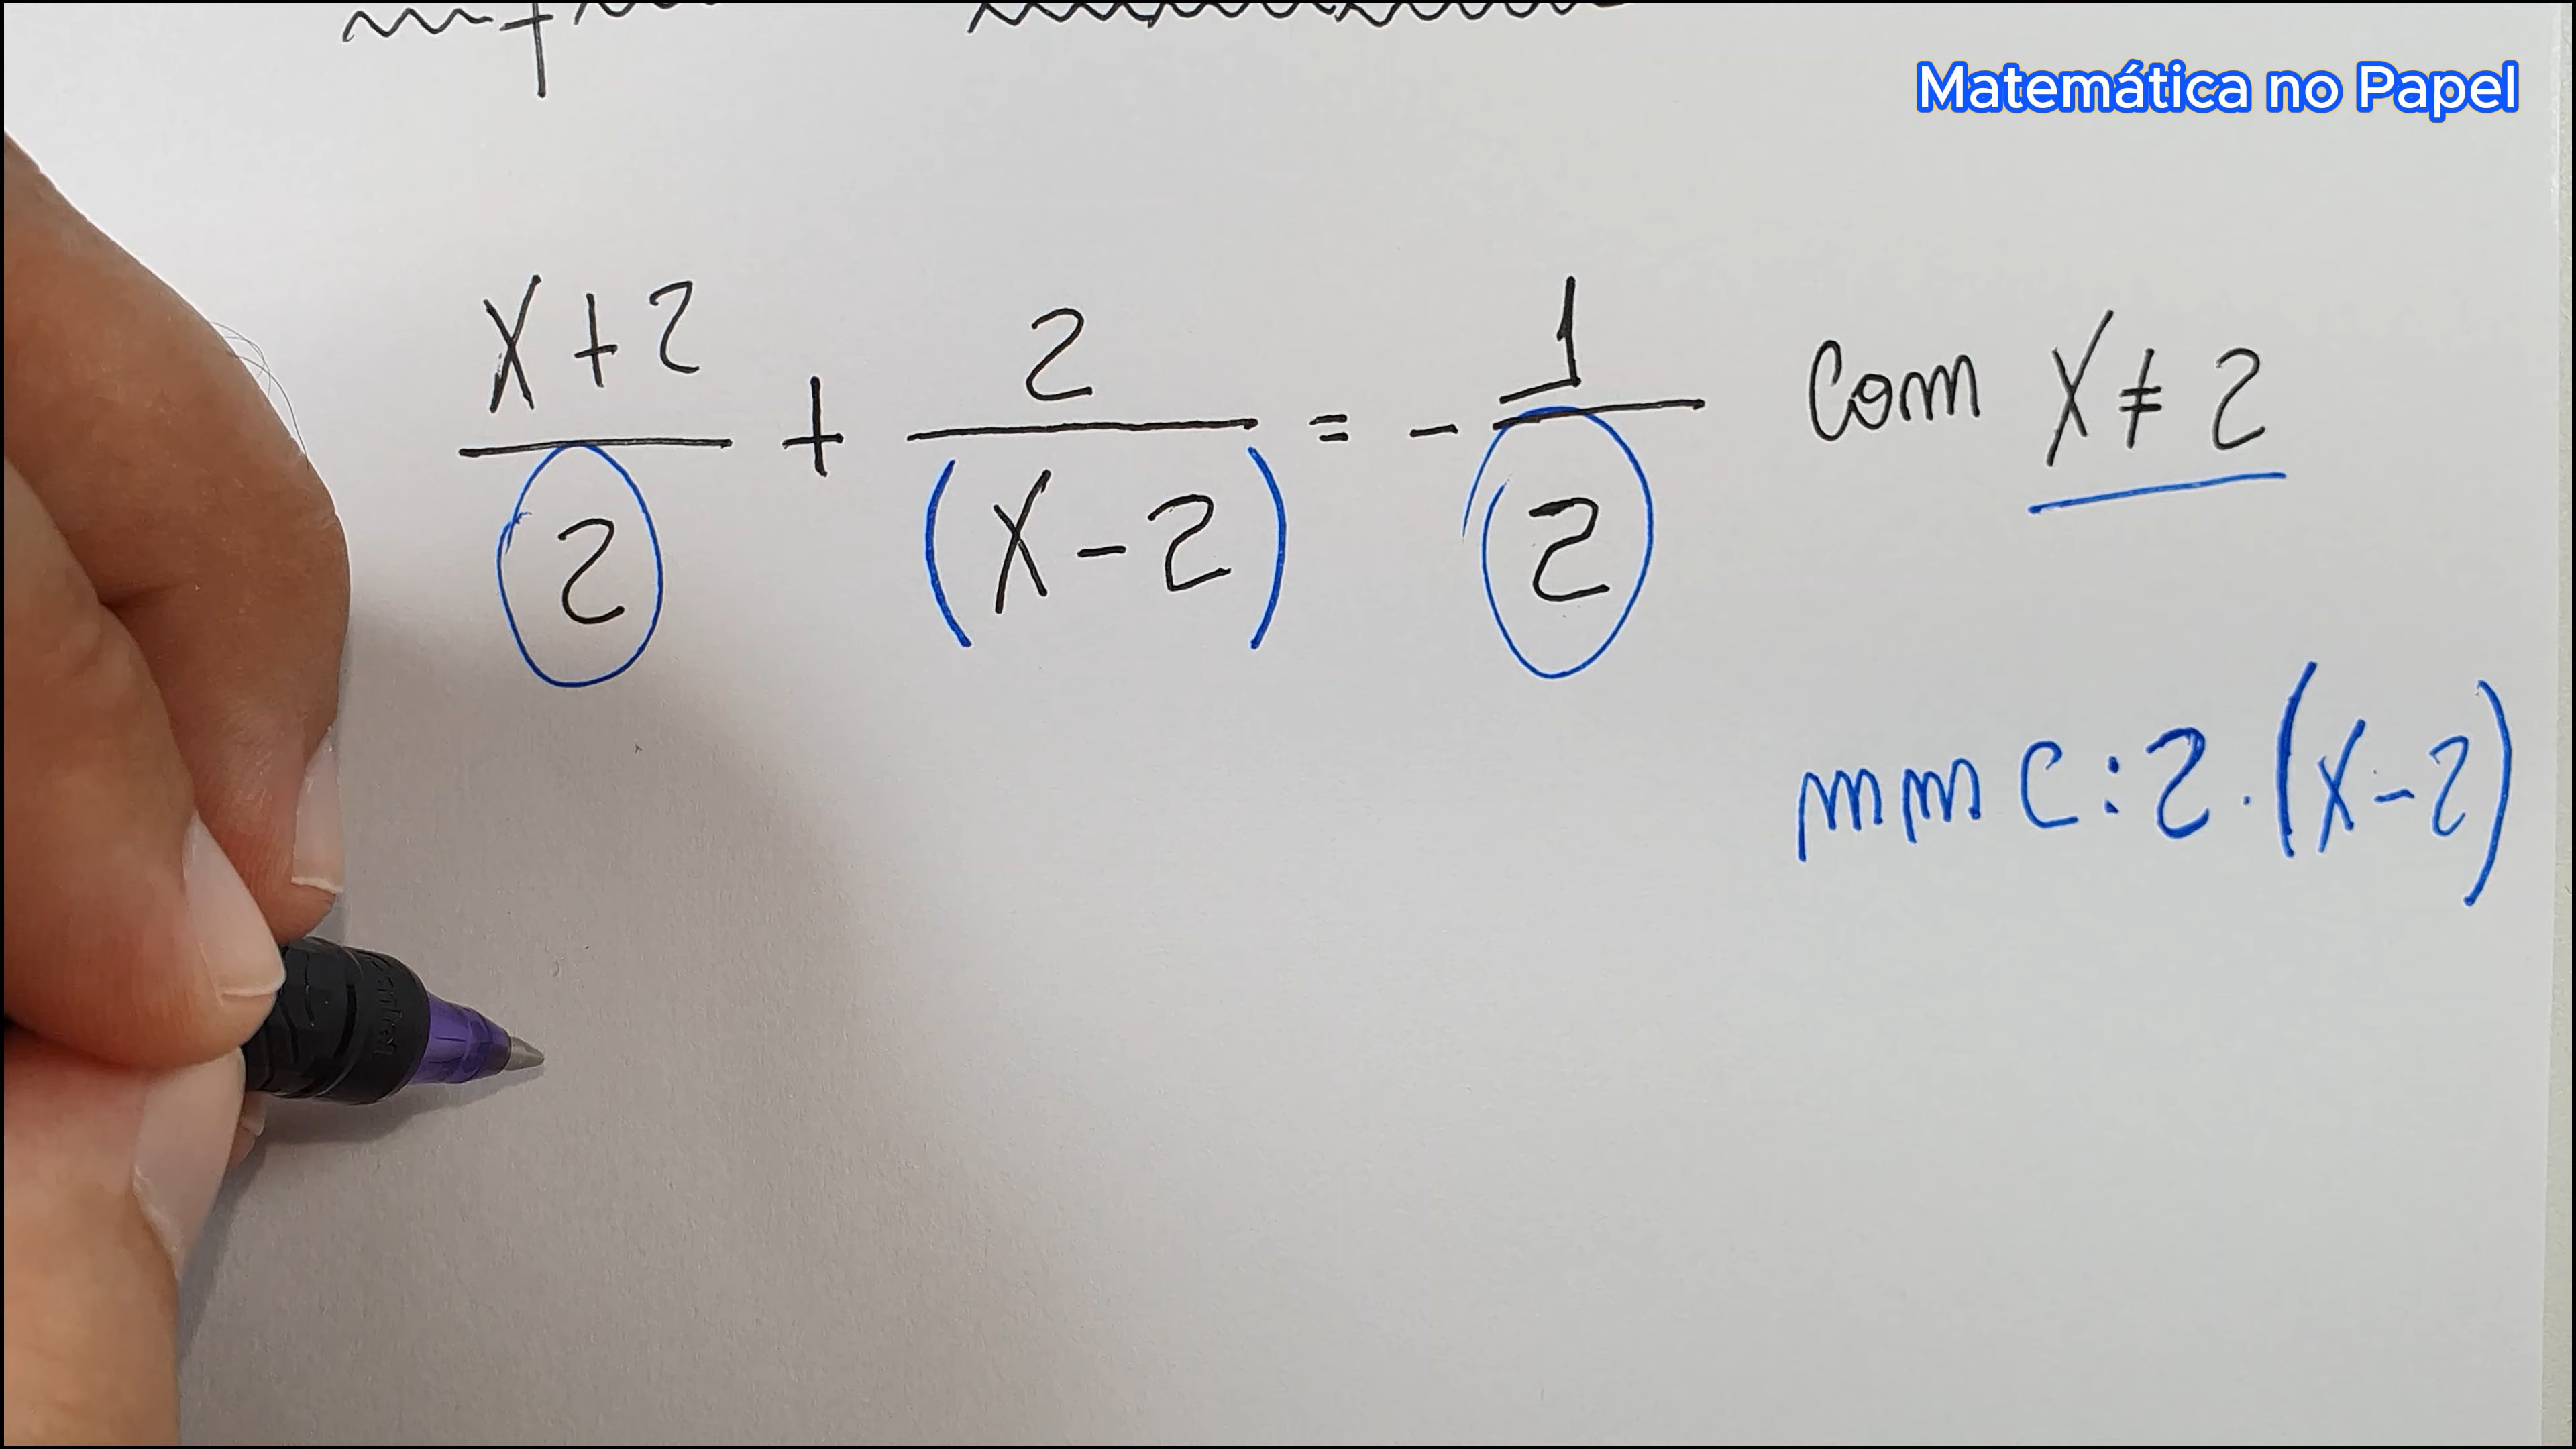 Matemática no Papel
x+2/2 + 2/(x-2) = - 1/2 com x ≠ 2
mmc: 2.(x-2)